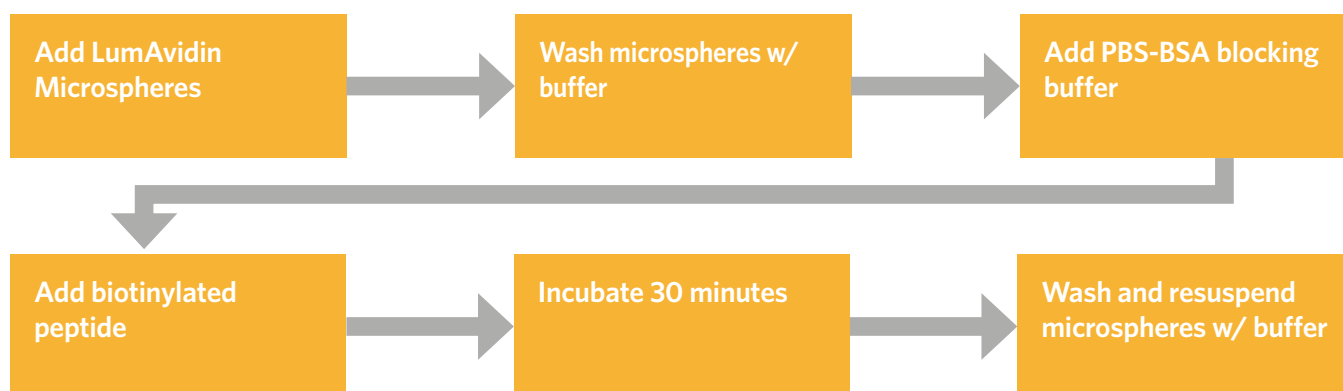 Add LumAvidin
Microspheres
Wash microspheres w/
buffer
Add PBS-BSA blocking
buffer
Add biotinylated
peptide
Incubate 30 minutes
Wash and resuspend
microspheres w/ buffer